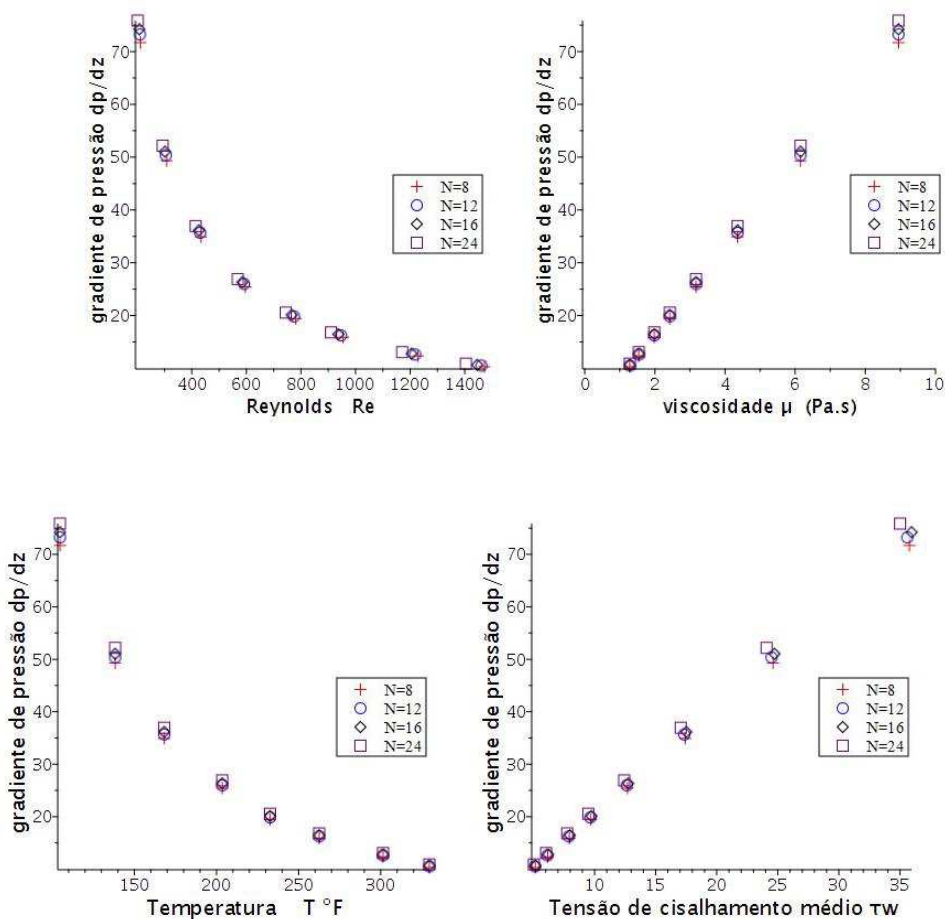 gradiente de pressão dp/dz
70
60
50
40
30
20
400 600 800 1000 1200 1400
Reynolds Re
N=8
N=12
N=16
N=24
gradiente de pressão dp/dz
70
60
50
40
30
20
0 2 4 6 8 10
viscosidade μ (Pa.s)
N=8
N=12
N=16
N=24
gradiente de pressão dp/dz
70
60
50
40
30
20
150 200 250 300
Temperatura T °F
N=8
N=12
N=16
N=24
gradiente de pressão dp/dz
70
60
50
40
30
20
10 15 20 25 30 35
Tensão de cisalhamento médio τw
N=8
N=12
N=16
N=24